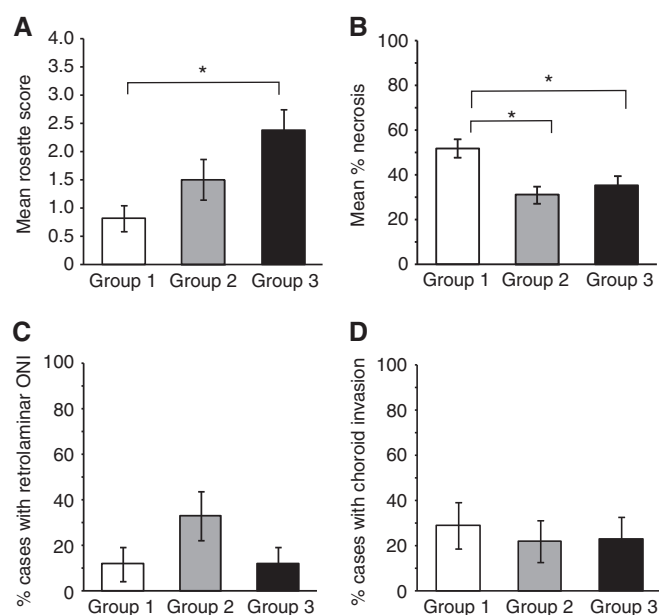 A
Mean rosette score
4.0
3.5
3.0
2.5
2.0
1.5
1.0
0.5
0
*
Group 1 Group 2 Group 3
B
Mean % necrosis
100
80
60
40
20
0
*
*
Group 1 Group 2 Group 3
C
% cases with retrolaminar ONI
100
80
60
40
20
0
Group 1 Group 2 Group 3
D
% cases with choroid invasion
100
80
60
40
20
0
Group 1 Group 2 Group 3